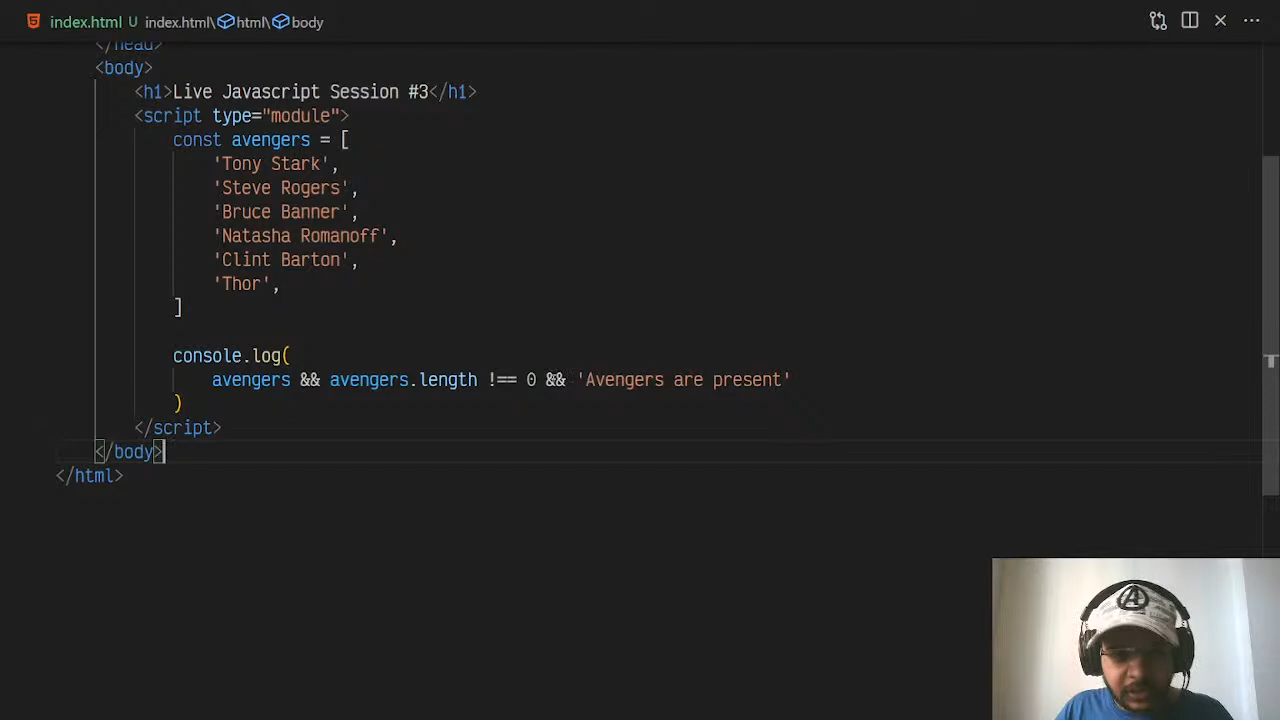 index.html U index.html\html\body
</head>
<body>
<h1>Live Javascript Session #3</h1>
<script type="module">
const avengers = [
'Tony Stark',
'Steve Rogers',
'Bruce Banner',
'Natasha Romanoff',
'Clint Barton',
'Thor',
]
console.log(
avengers && avengers.length !== 0 && 'Avengers are present'
)
</script>
</body>
</html>